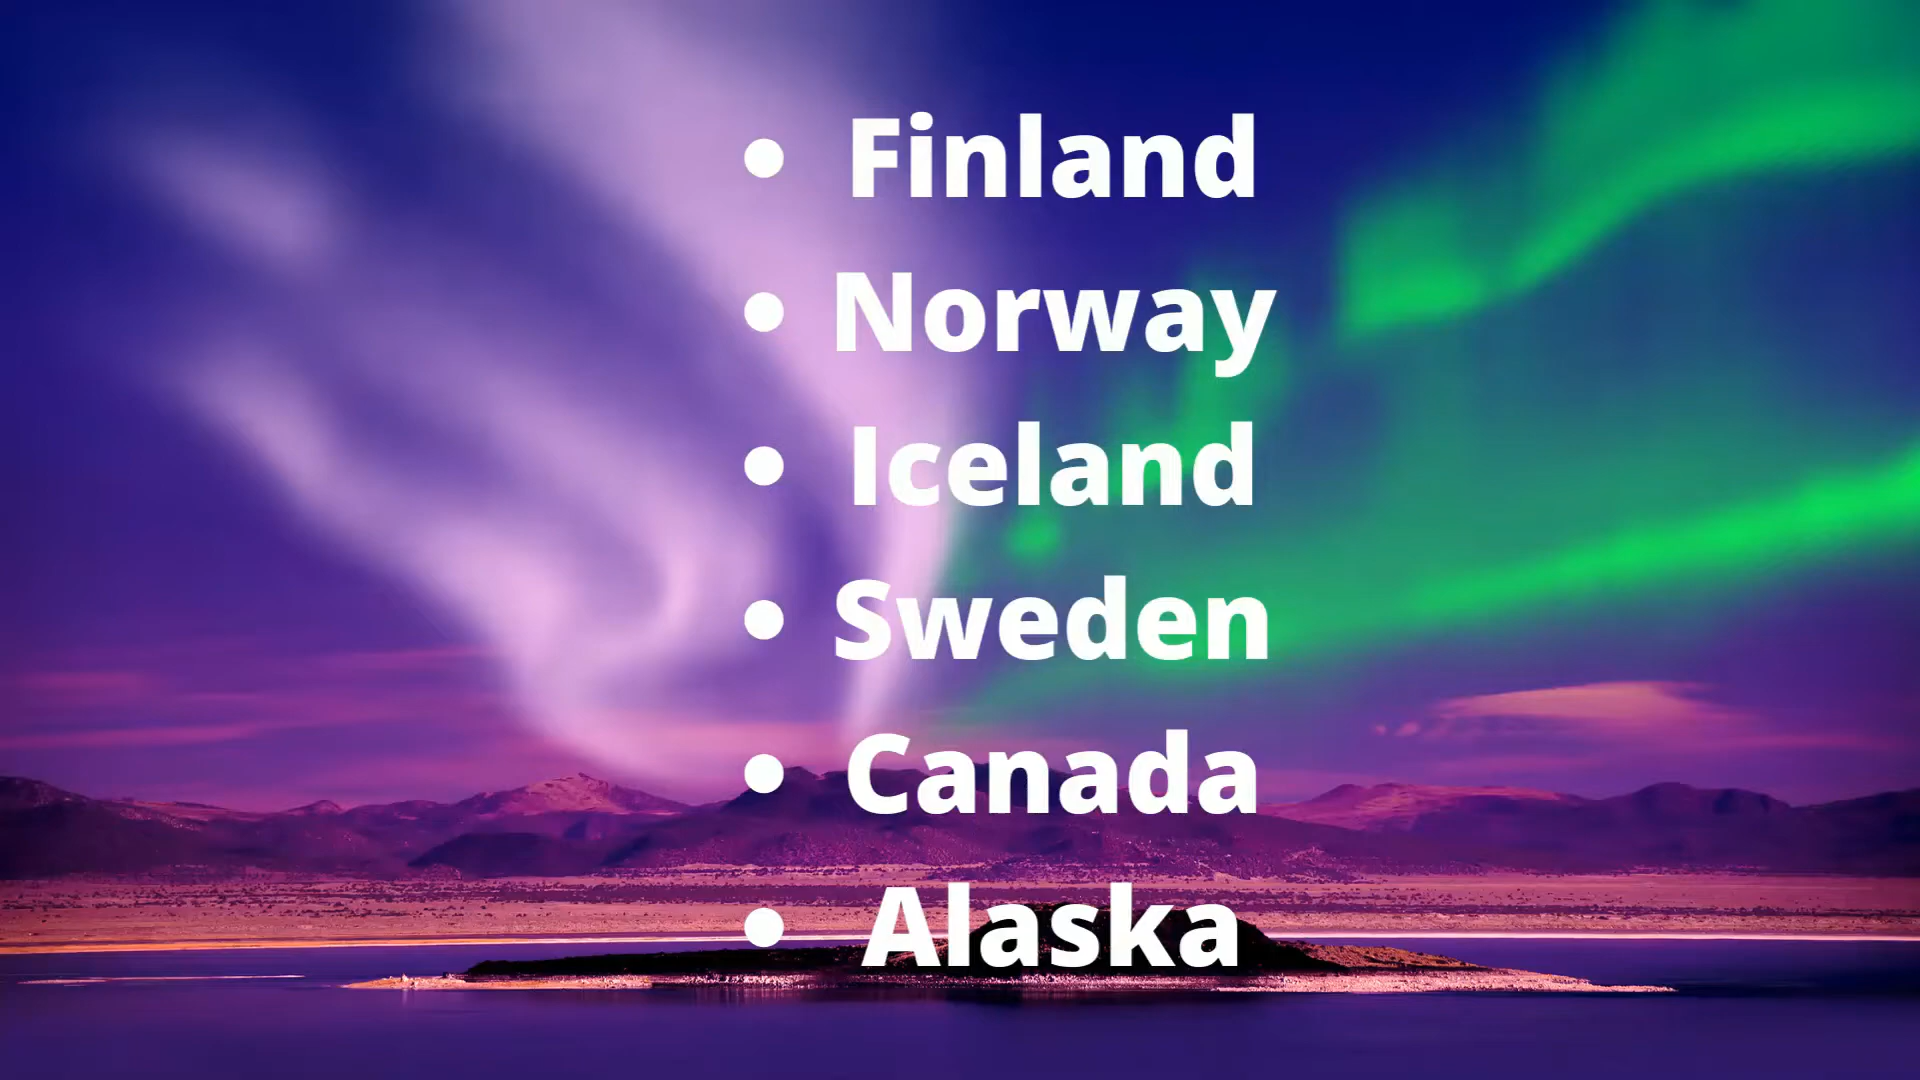 • Finland
• Norway
• Iceland
• Sweden
• Canada
• Alaska